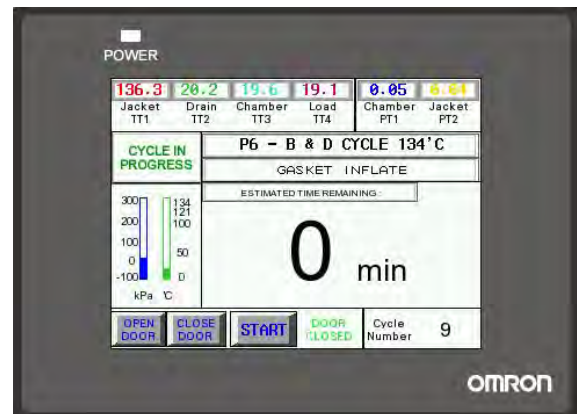 POWER
136.3 20.2 19.6 19.1 0.05
Jacket Drain Chamber Load Chamber Jacket
TT1 TT2 TT3 TT4 PT1 PT2
CYCLE IN
PROGRESS
P6 - B & D CYCLE 134'C
GASKET INFLATE
ESTIMATED TIME REMAINING:
300
200
100
0
-100
134
121
100
50
0
kPa 'C
0 min
OPEN
DOOR
CLOSE
DOOR
START
DOOR
CLOSED
Cycle
Number
9
OMRON